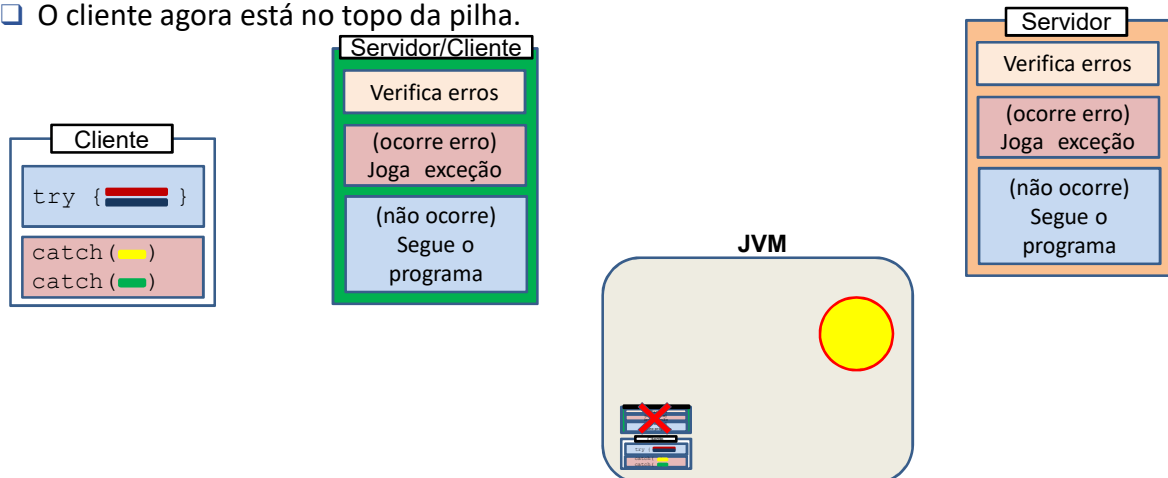 O cliente agora está no topo da pilha.
Servidor/Cliente
Verifica erros
(ocorre erro)
Joga exceção
(não ocorre)
Segue o
programa
Cliente
try { }
catch( )
catch( )
JVM
Servidor
Verifica erros
(ocorre erro)
Joga exceção
(não ocorre)
Segue o
programa